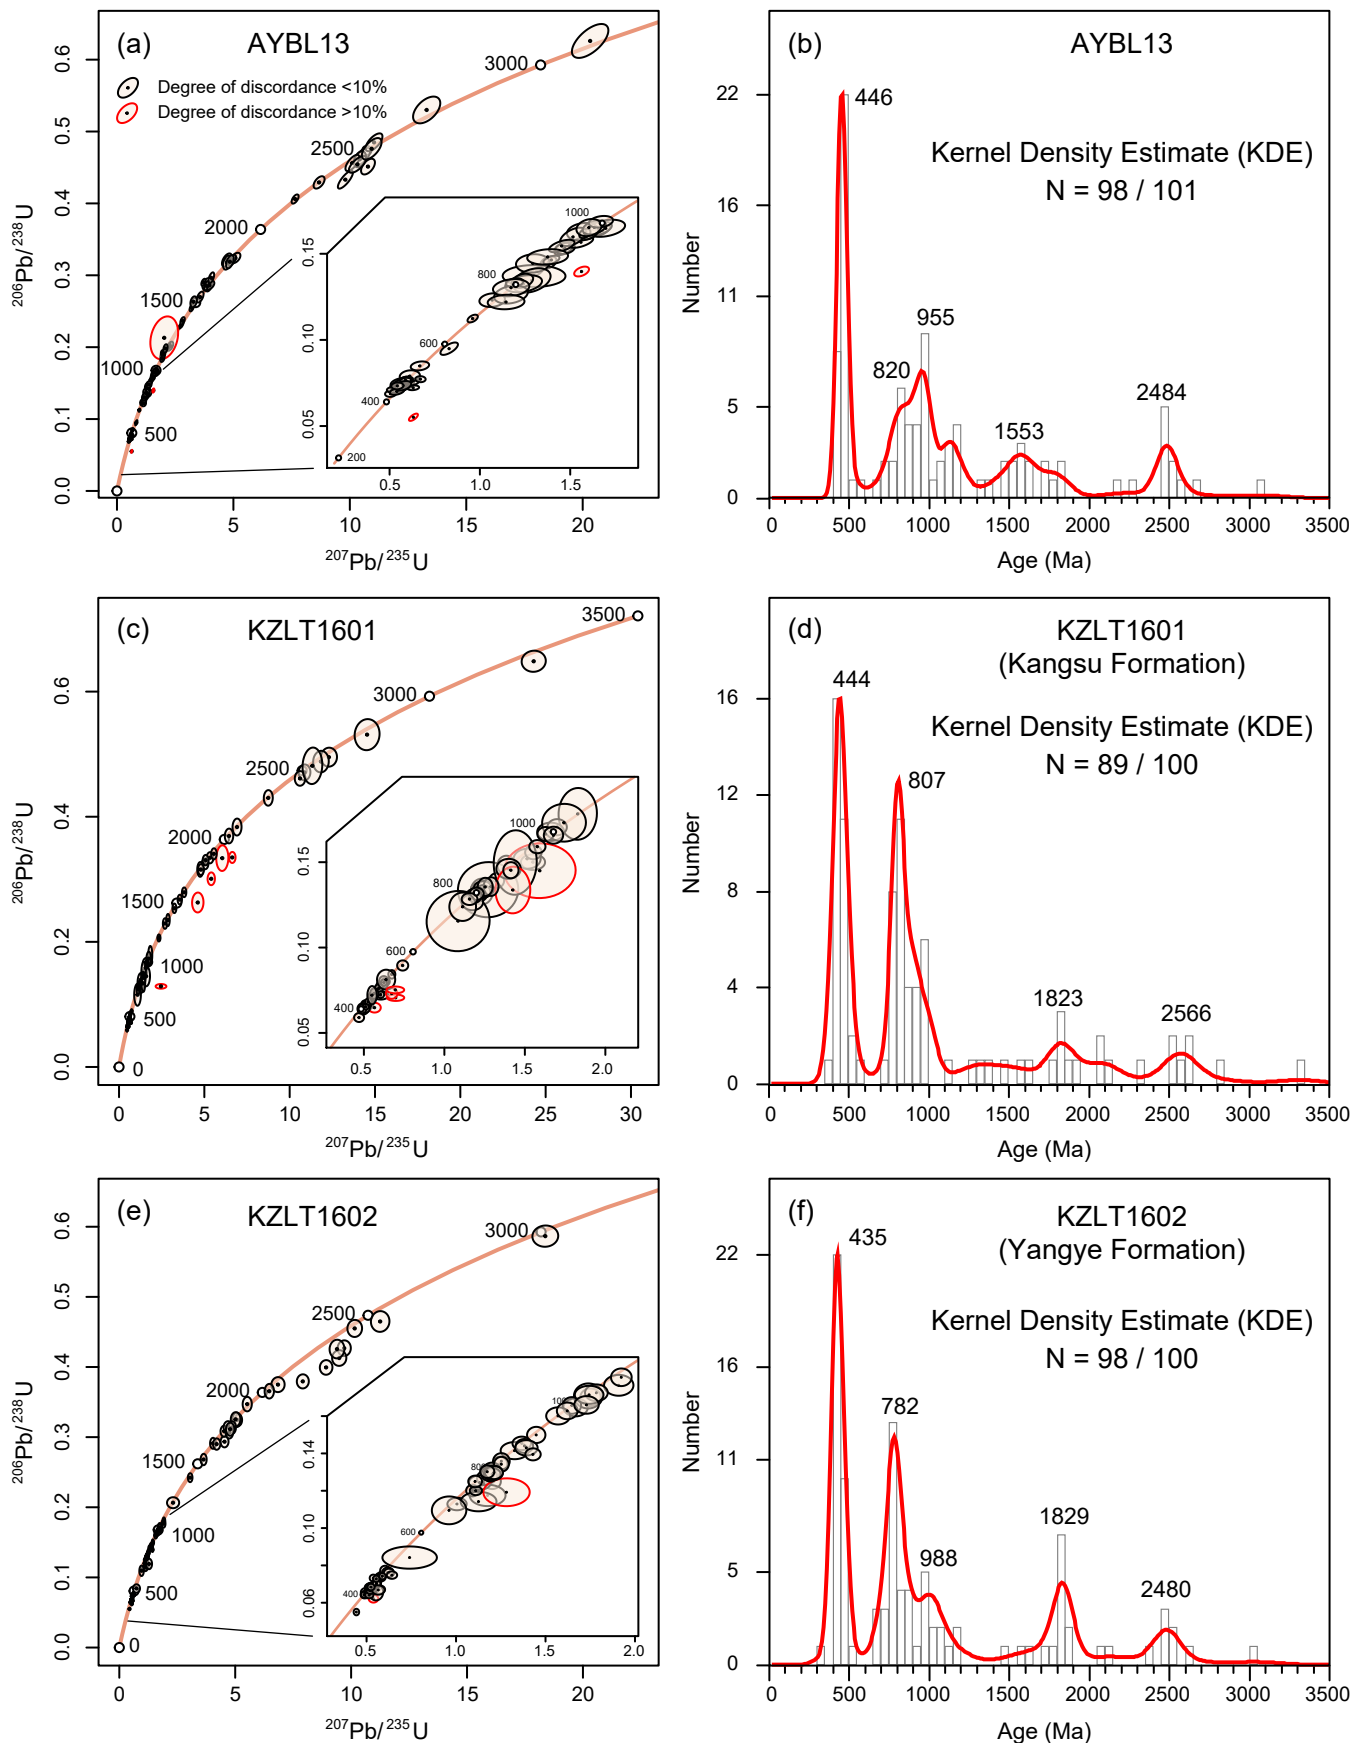 (a) AYBL13
Degree of discordance <10%
Degree of discordance >10%
0.0 0.1 0.2 0.3 0.4 0.5 0.6
206Pb/238U
500 1000 1500 2000 2500 3000
0 5 10 15 20
207Pb/235U
0.05 0.10 0.15
200 400 600 800 1000
0.5 1.0 1.5
(b) AYBL13
Kernel Density Estimate (KDE)
N = 98 / 101
446 820 955 1553 2484
Number
0 5 11 16 22
0 500 1000 1500 2000 2500 3000 3500
Age (Ma)
(c) KZLT1601
0.0 0.2 0.4 0.6
206Pb/238U
0 500 1000 1500 2000 2500 3000 3500
0 5 10 15 20 25 30
207Pb/235U
0.05 0.10 0.15
400 600 800 1000
0.5 1.0 1.5 2.0
(d) KZLT1601
(Kangsu Formation)
Kernel Density Estimate (KDE)
N = 89 / 100
444 807 1823 2566
Number
0 4 8 12 16
0 500 1000 1500 2000 2500 3000 3500
Age (Ma)
(e) KZLT1602
0.0 0.1 0.2 0.3 0.4 0.5 0.6
206Pb/238U
0 500 1000 1500 2000 2500 3000
0 5 10 15 20
207Pb/235U
0.06 0.10 0.14
400 600
0.5 1.0 1.5 2.0
(f) KZLT1602
(Yangye Formation)
Kernel Density Estimate (KDE)
N = 98 / 100
435 782 988 1829 2480
Number
0 5 11 16 22
0 500 1000 1500 2000 2500 3000 3500
Age (Ma)